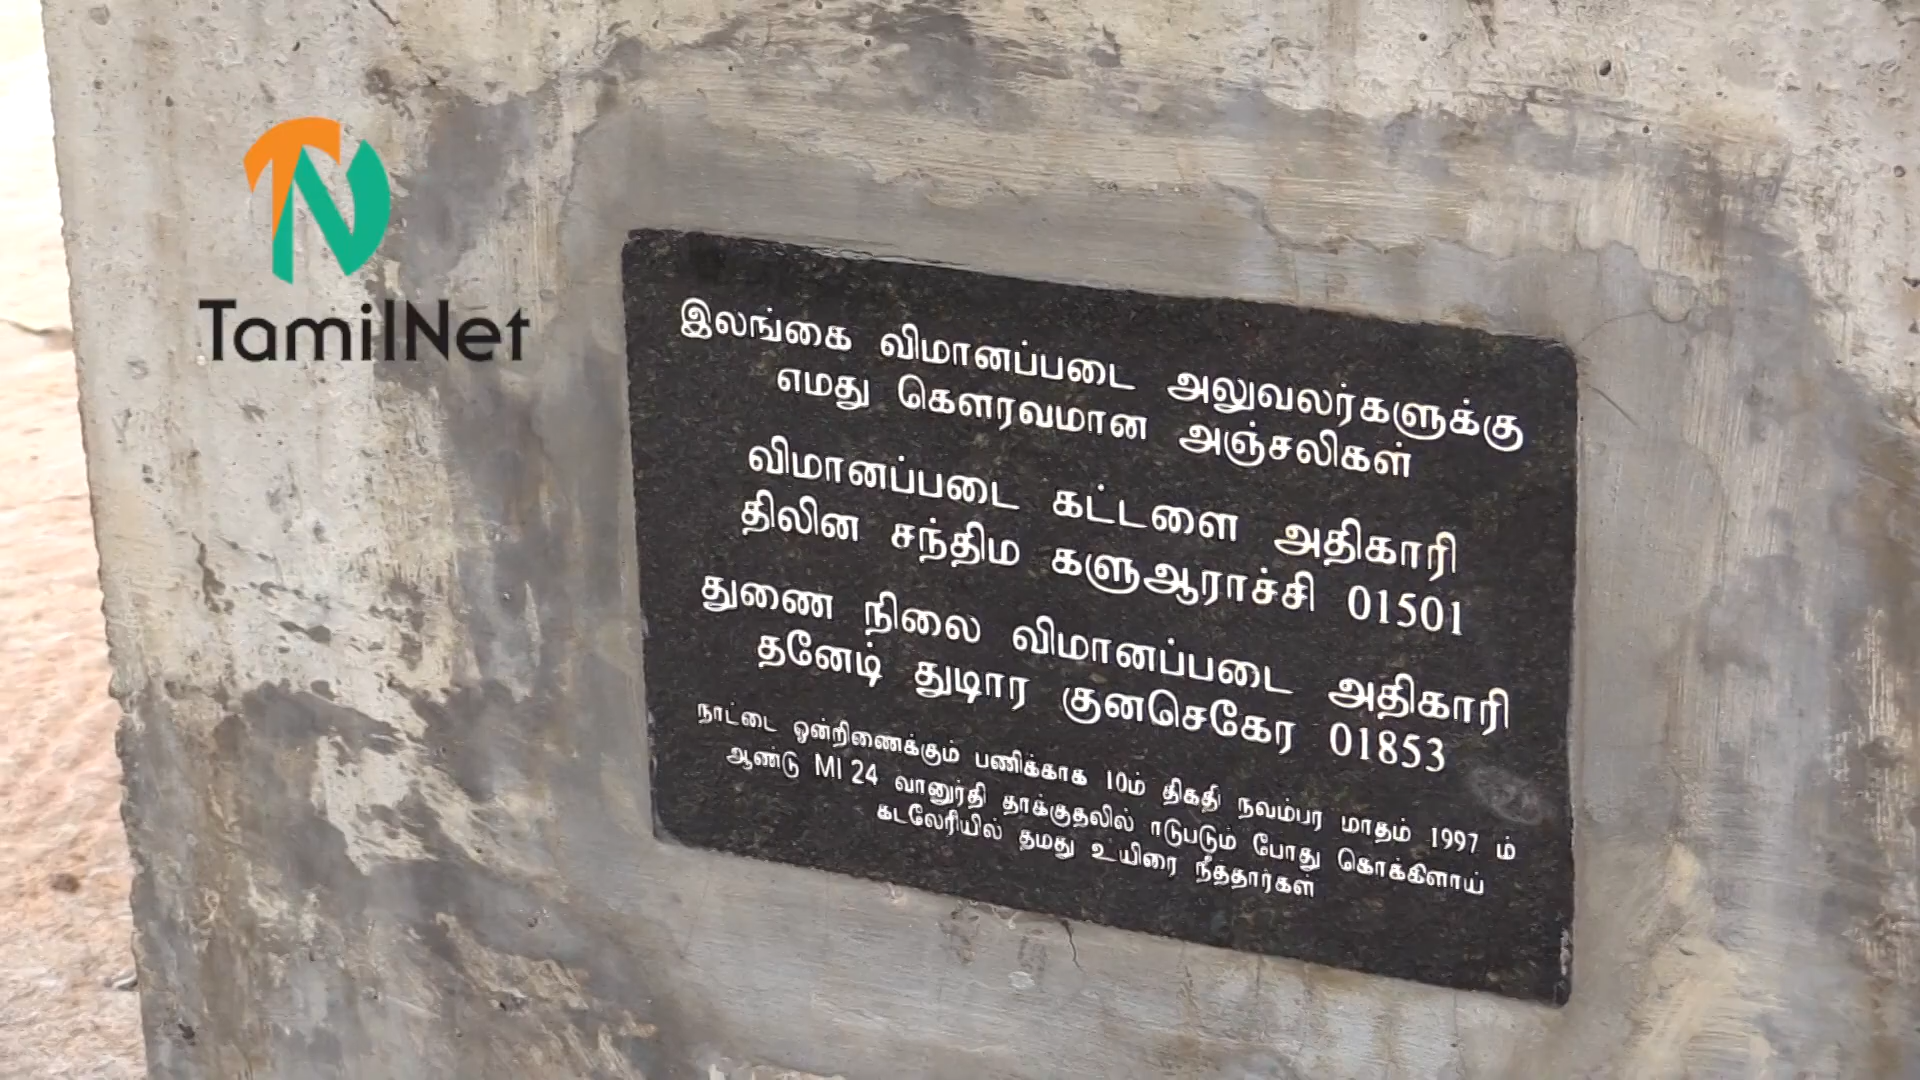 TamilNet
இலங்கை விமானப்படை அலுவலர்களுக்கு
எமது கௌரவமான அஞ்சலிகள்
விமானப்படை கட்டளை அதிகாரி
திலின சந்திம களுஆராச்சி 01501
துணை நிலை விமானப்படை அதிகாரி
தனேடி துடிார குனசெகேர 01853
நாட்டை ஒன்றிணைக்கும் பணிக்காக 10ம் திகதி நவம்பர மாதம் 1997 ம்
ஆண்டு MI 24 வானுர்தி தாக்குதலில் ஈடுபடும் போது கொக்கிளாய்
கடலேரியில் தமது உயிரை நீத்தார்கள்